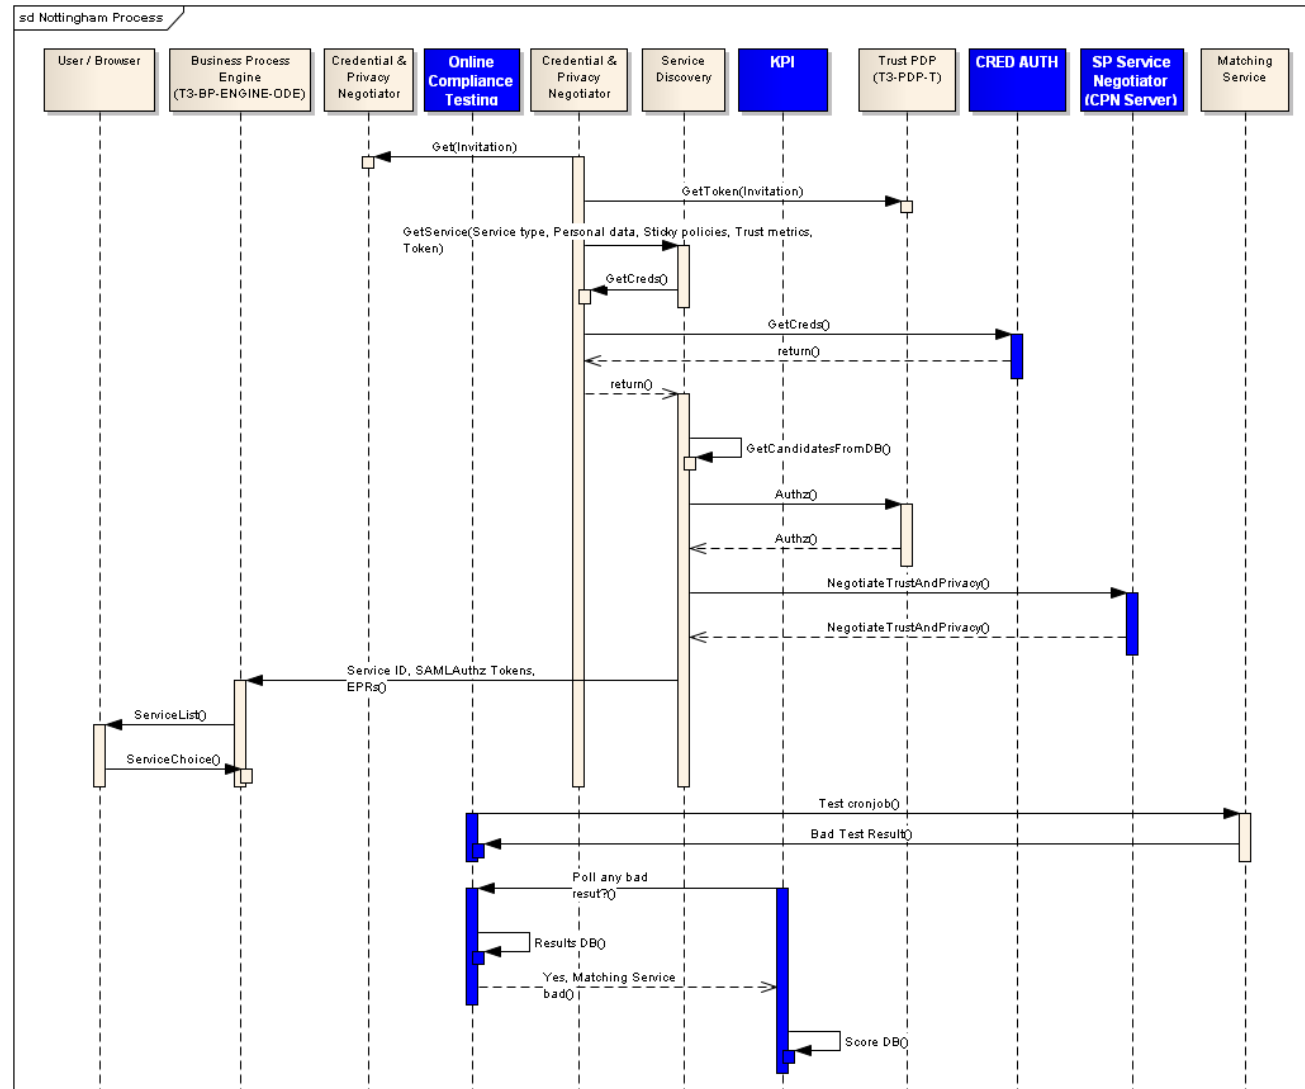 sd Nottingham Process
User / Browser
Business Process
Engine
(T3-BP-ENGINE-ODE)
Credential &
Privacy
Negotiator
Online
Compliance
Testing
Credential &
Privacy
Negotiator
Service
Discovery
KPI
Trust PDP
(T3-PDP-T)
CRED AUTH
SP Service
Negotiator
(CPN Server)
Matching
Service
Get(Invitation)
GetToken(Invitation)
GetService(Service type, Personal data, Sticky policies, Trust metrics,
Token)
GetCreds()
GetCreds()
return()
return()
GetCandidatesFromDB()
Authz()
Authz()
NegotiateTrustAndPrivacy()
NegotiateTrustAndPrivacy()
Service ID, SAMLAuthz Tokens,
EPRs()
ServiceList()
ServiceChoice()
Test cronjob()
Bad Test Result()
Poll any bad
resut?()
Results DB()
Yes, Matching Service
bad()
Score DB()